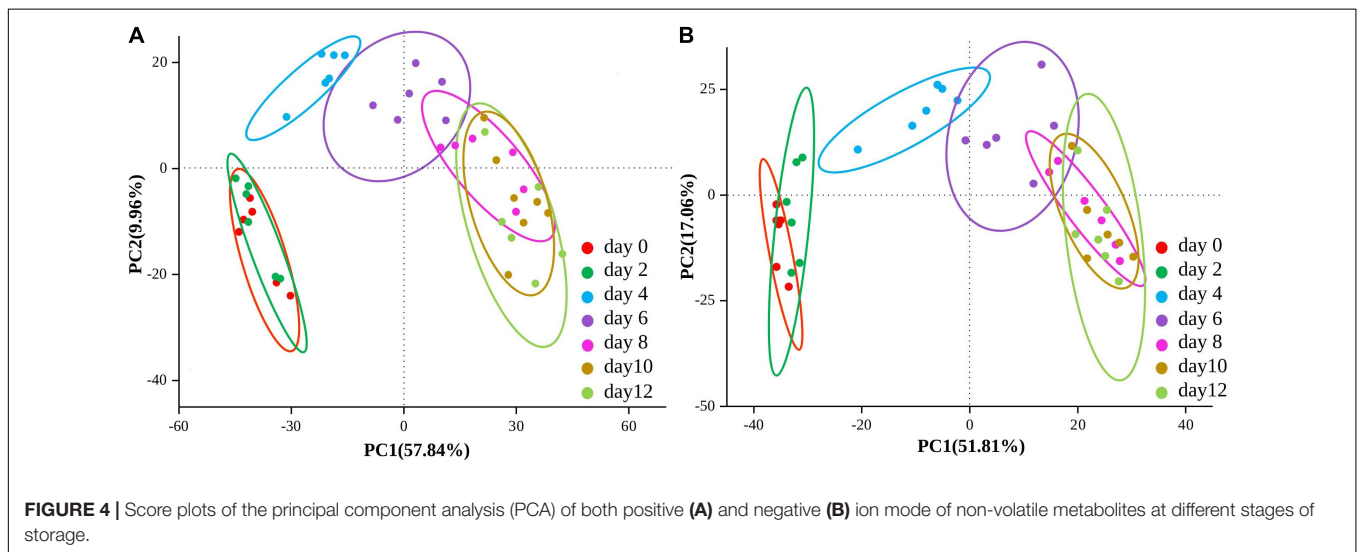 A
20
0
-20
-40
-60
-30
0
30
60
PC2(9.96%)
PC1(57.84%)
day 0
day 2
day 4
day 6
day 8
day10
day12
B
25
0
-25
-50
-40
-20
0
20
40
PC2(17.06%)
PC1(51.81%)
day 0
day 2
day 4
day 6
day 8
day10
day12
FIGURE 4 | Score plots of the principal component analysis (PCA) of both positive (A) and negative (B) ion mode of non-volatile metabolites at different stages of
storage.